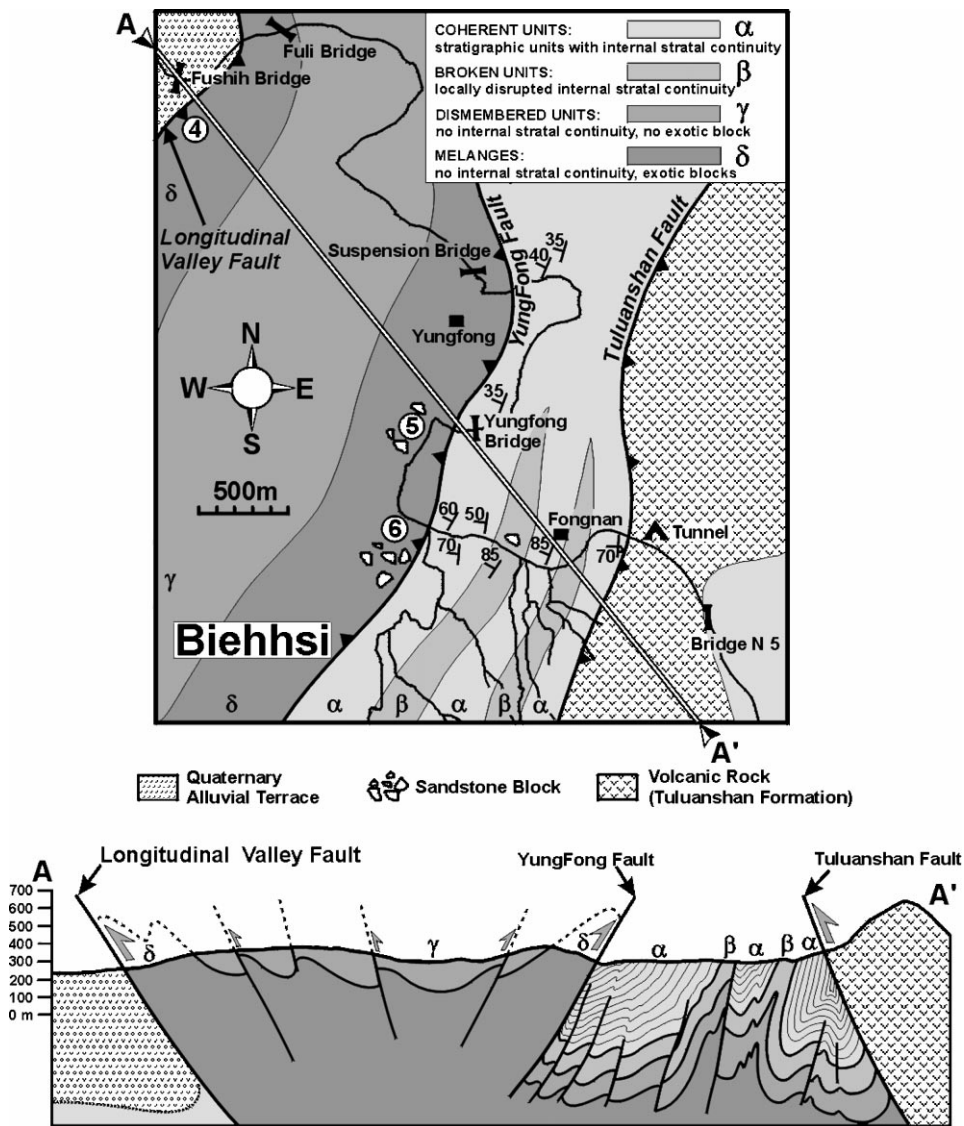 A
Fuli Bridge
Fushih Bridge
COHERENT UNITS: α
stratigraphic units with internal stratal continuity
BROKEN UNITS: β
locally disrupted internal stratal continuity
DISMEMBERED UNITS: γ
no internal stratal continuity, no exotic block
MELANGES: δ
no internal stratal continuity, exotic blocks
4
δ
Longitudinal
Valley Fault
Suspension Bridge
YungFong Fault
35
40
Tuluanshan Fault
Yungfong
N
W E
S
35
5
Yungfong
Bridge
500m
60
50
Fongnan
6
70
85
85
70
Tunnel
γ
Biehhsi
Bridge N 5
δ α β α β α
A'
Quaternary
Alluvial Terrace
Sandstone Block
Volcanic Rock
(Tuluanshan Formation)
A
Longitudinal Valley Fault
YungFong Fault
Tuluanshan Fault
A'
700
600
500
400
300
200
100
0 m
δ
γ
δ
α
β
α
β
α